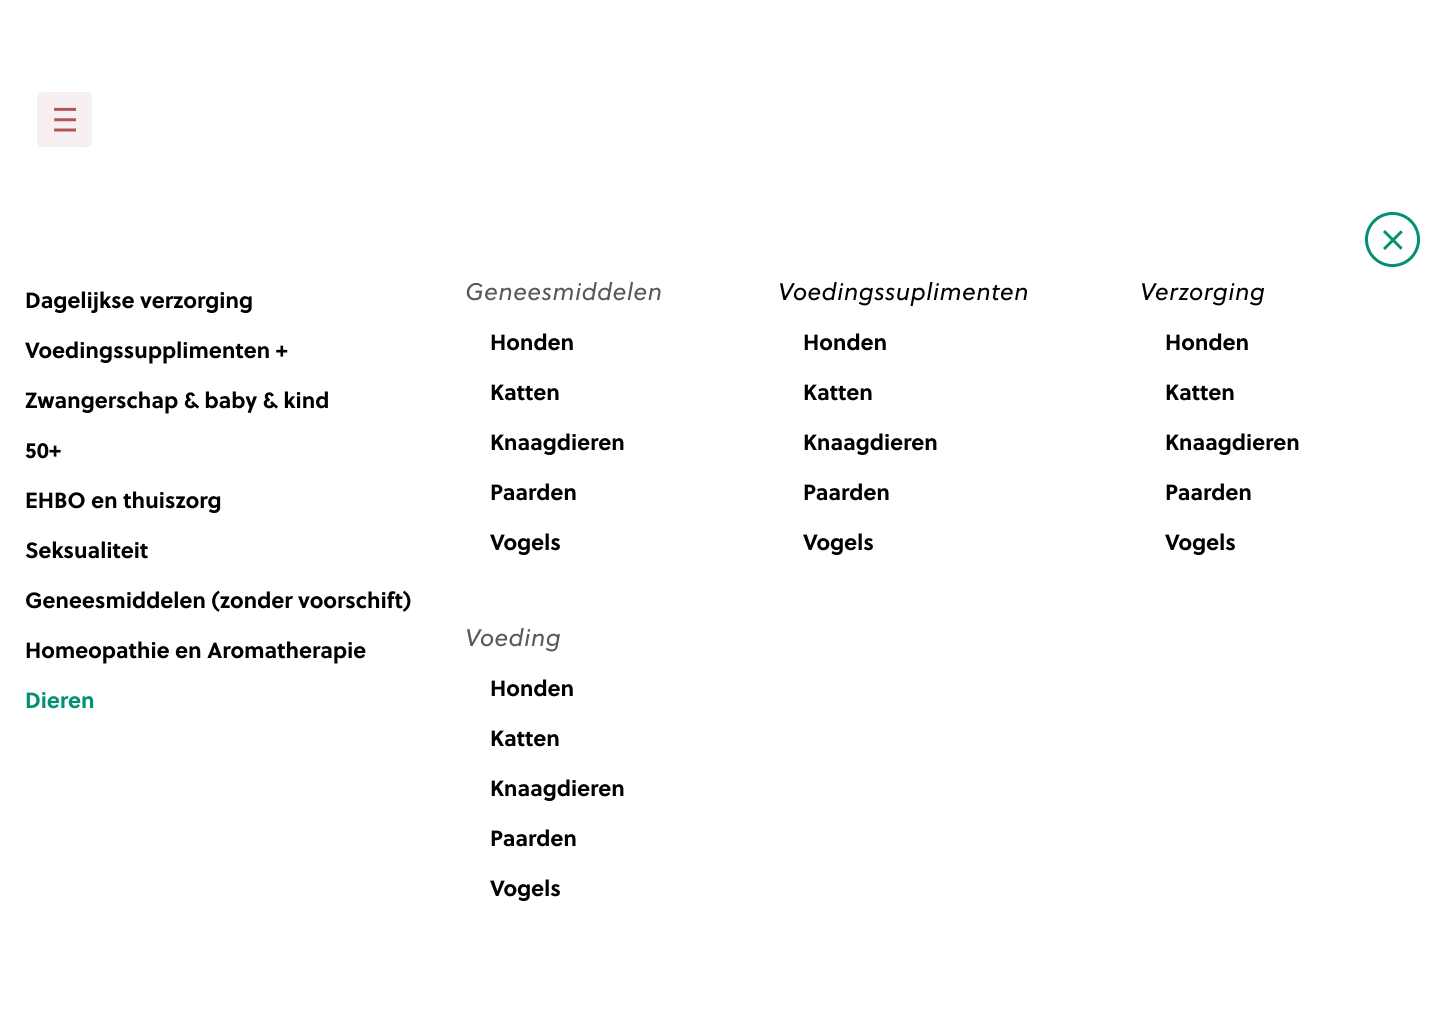 Dagelijkse verzorging
Voedingssupplimenten +
Zwangerschap & baby & kind
50+
EHBO en thuiszorg
Seksualiteit
Geneesmiddelen (zonder voorschift)
Homeopathie en Aromatherapie
Dieren
Geneesmiddelen
Honden
Katten
Knaagdieren
Paarden
Vogels
Voedingssuplimenten
Honden
Katten
Knaagdieren
Paarden
Vogels
Verzorging
Honden
Katten
Knaagdieren
Paarden
Vogels
Voeding
Honden
Katten
Knaagdieren
Paarden
Vogels